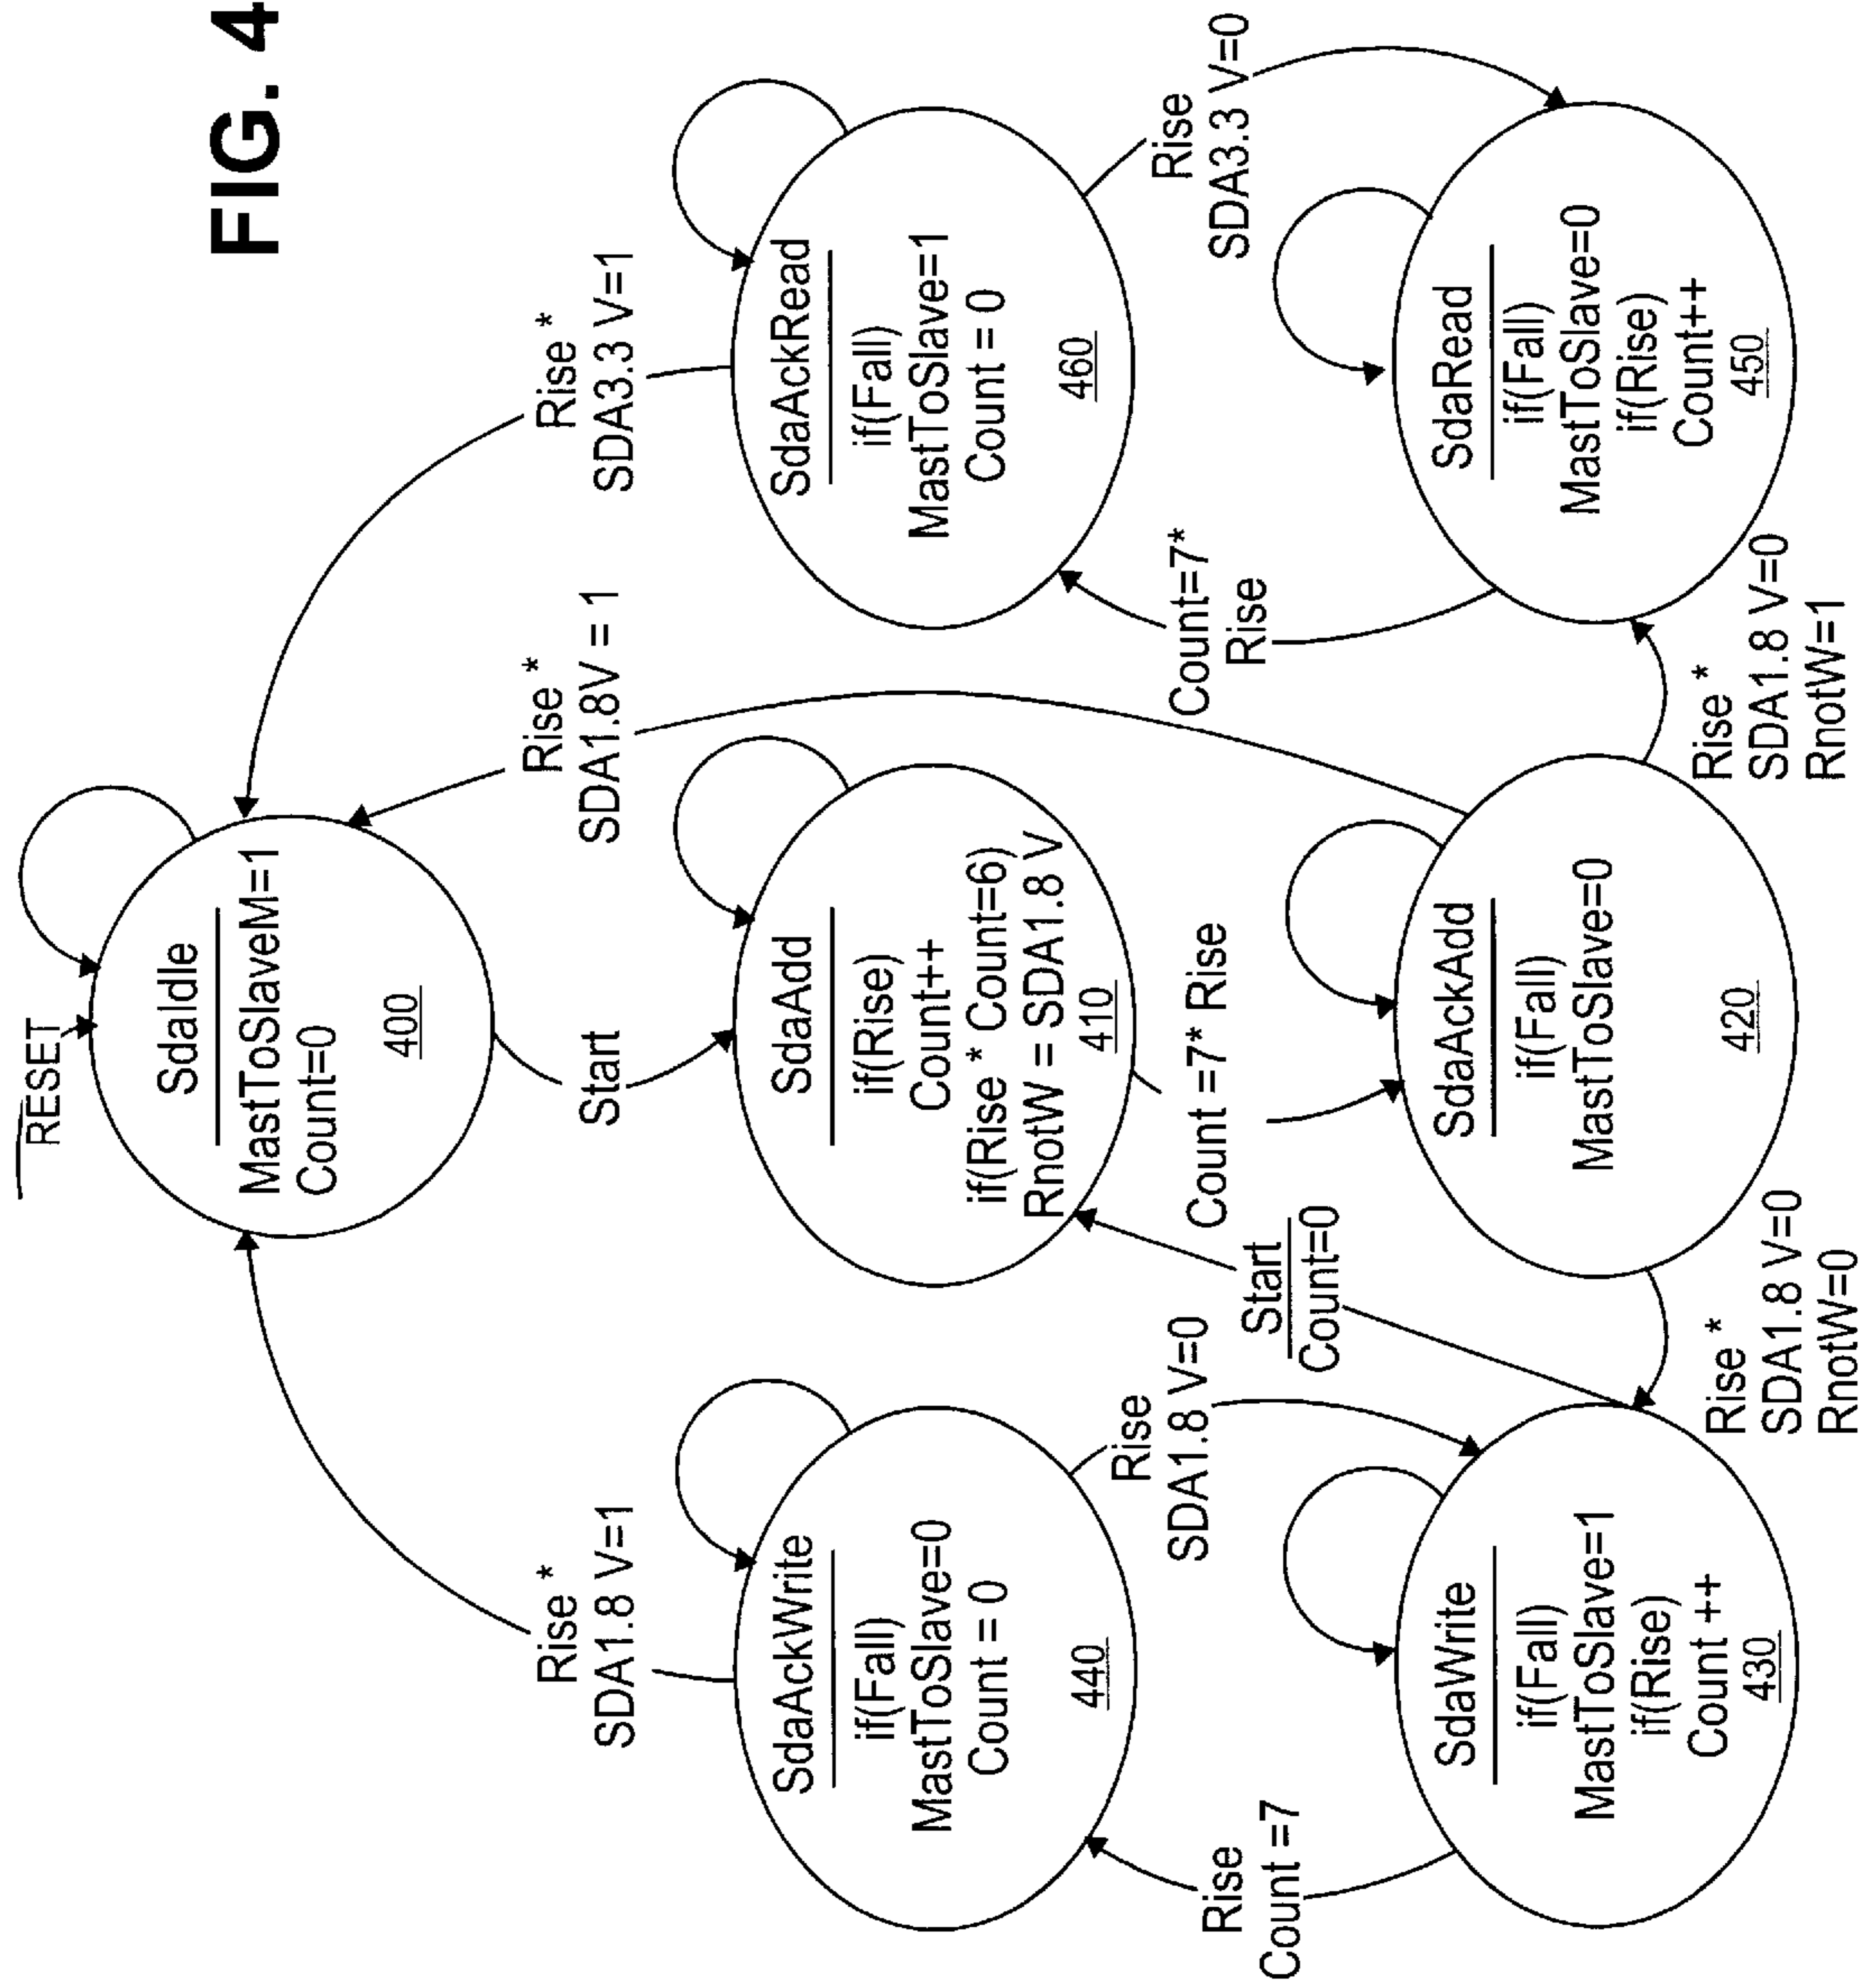 FIG. 4
RESET
SdaIdle
MastToSlaveM=1
Count=0
400
Start
Rise*
SDA1.8 V=1
Rise*
SDA1.8V = 1
Rise*
SDA3.3 V=1
SdaAckWrite
if(Fall)
MastToSlave=0
Count = 0
440
SdaAdd
if(Rise)
Count++
if(Rise * Count=6)
RnotW = SDA1.8 V
410
SdaAckRead
if(Fall)
MastToSlave=1
Count = 0
460
Rise
Count =7
Rise
SDA1.8 V=0
Start
Count=0
Count =7* Rise
Count=7*
Rise
Rise
SDA3.3 V=0
SdaWrite
if(Fall)
MastToSlave=1
if(Rise)
Count ++
430
SdaAckAdd
if(Fall)
MastToSlave=0
420
SdaRead
if(Fall)
MastToSlave=0
if(Rise)
Count++
450
Rise*
SDA1.8 V=0
RnotW=0
Rise*
SDA1.8 V=0
RnotW=1